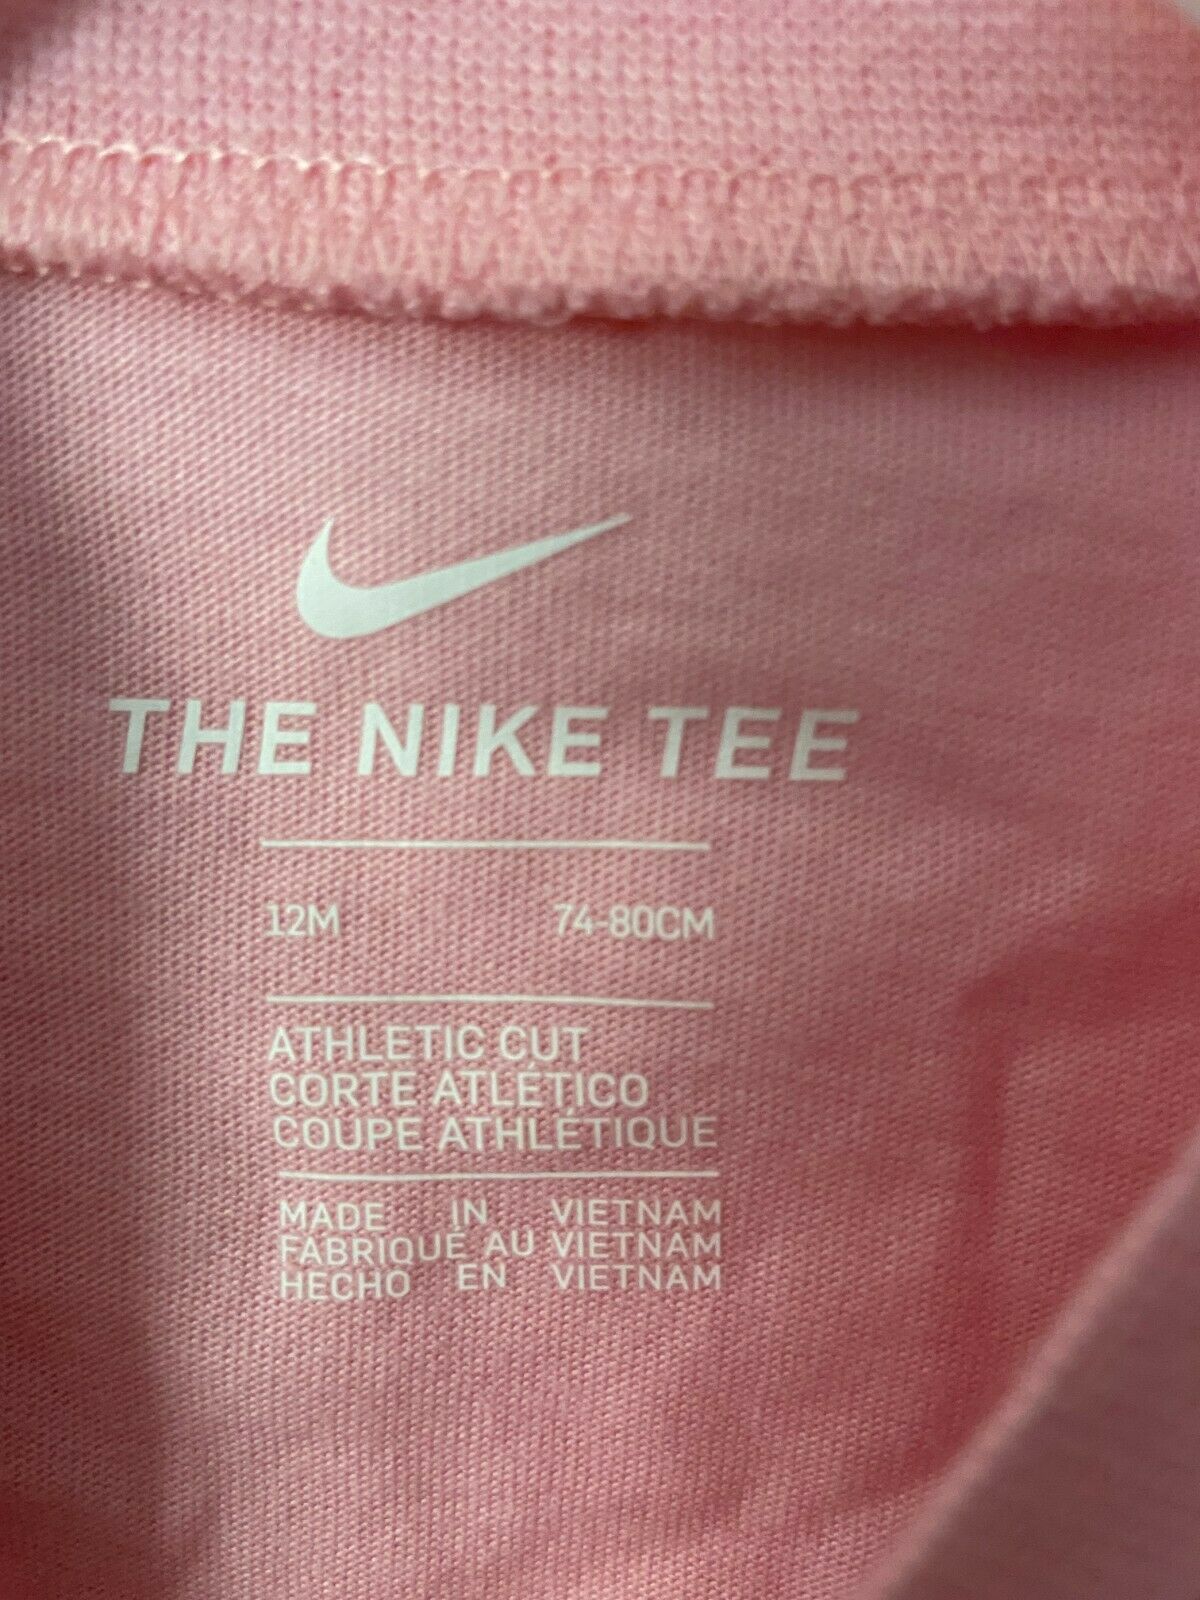 THE NIKE TEE
12M 74-80CM
ATHLETIC CUT
CORTE ATLÉTICO
COUPE ATHLÉTIQUE
MADE IN VIETNAM
FABRIQUÉ AU VIETNAM
HECHO EN VIETNAM